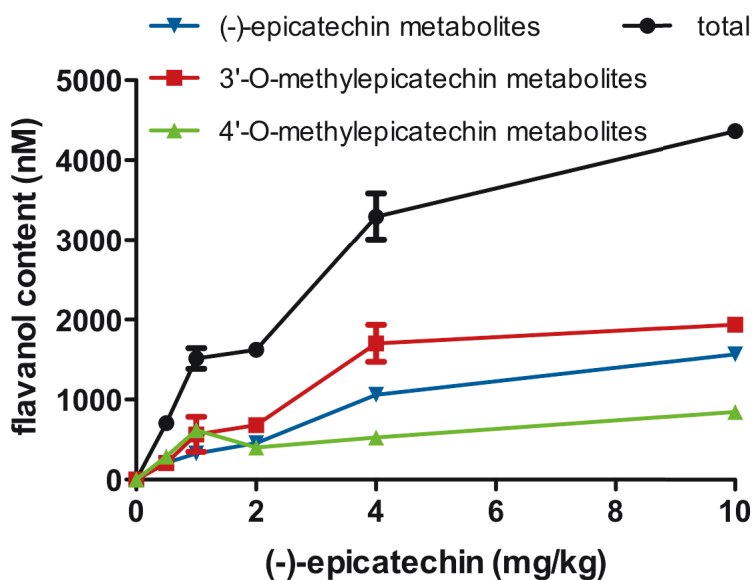 (-)-epicatechin metabolites
total
3'-O-methylepicatechin metabolites
4'-O-methylepicatechin metabolites
flavanol content (nM)
5000
4000
3000
2000
1000
0
0 2 4 6 8 10
(-)-epicatechin (mg/kg)